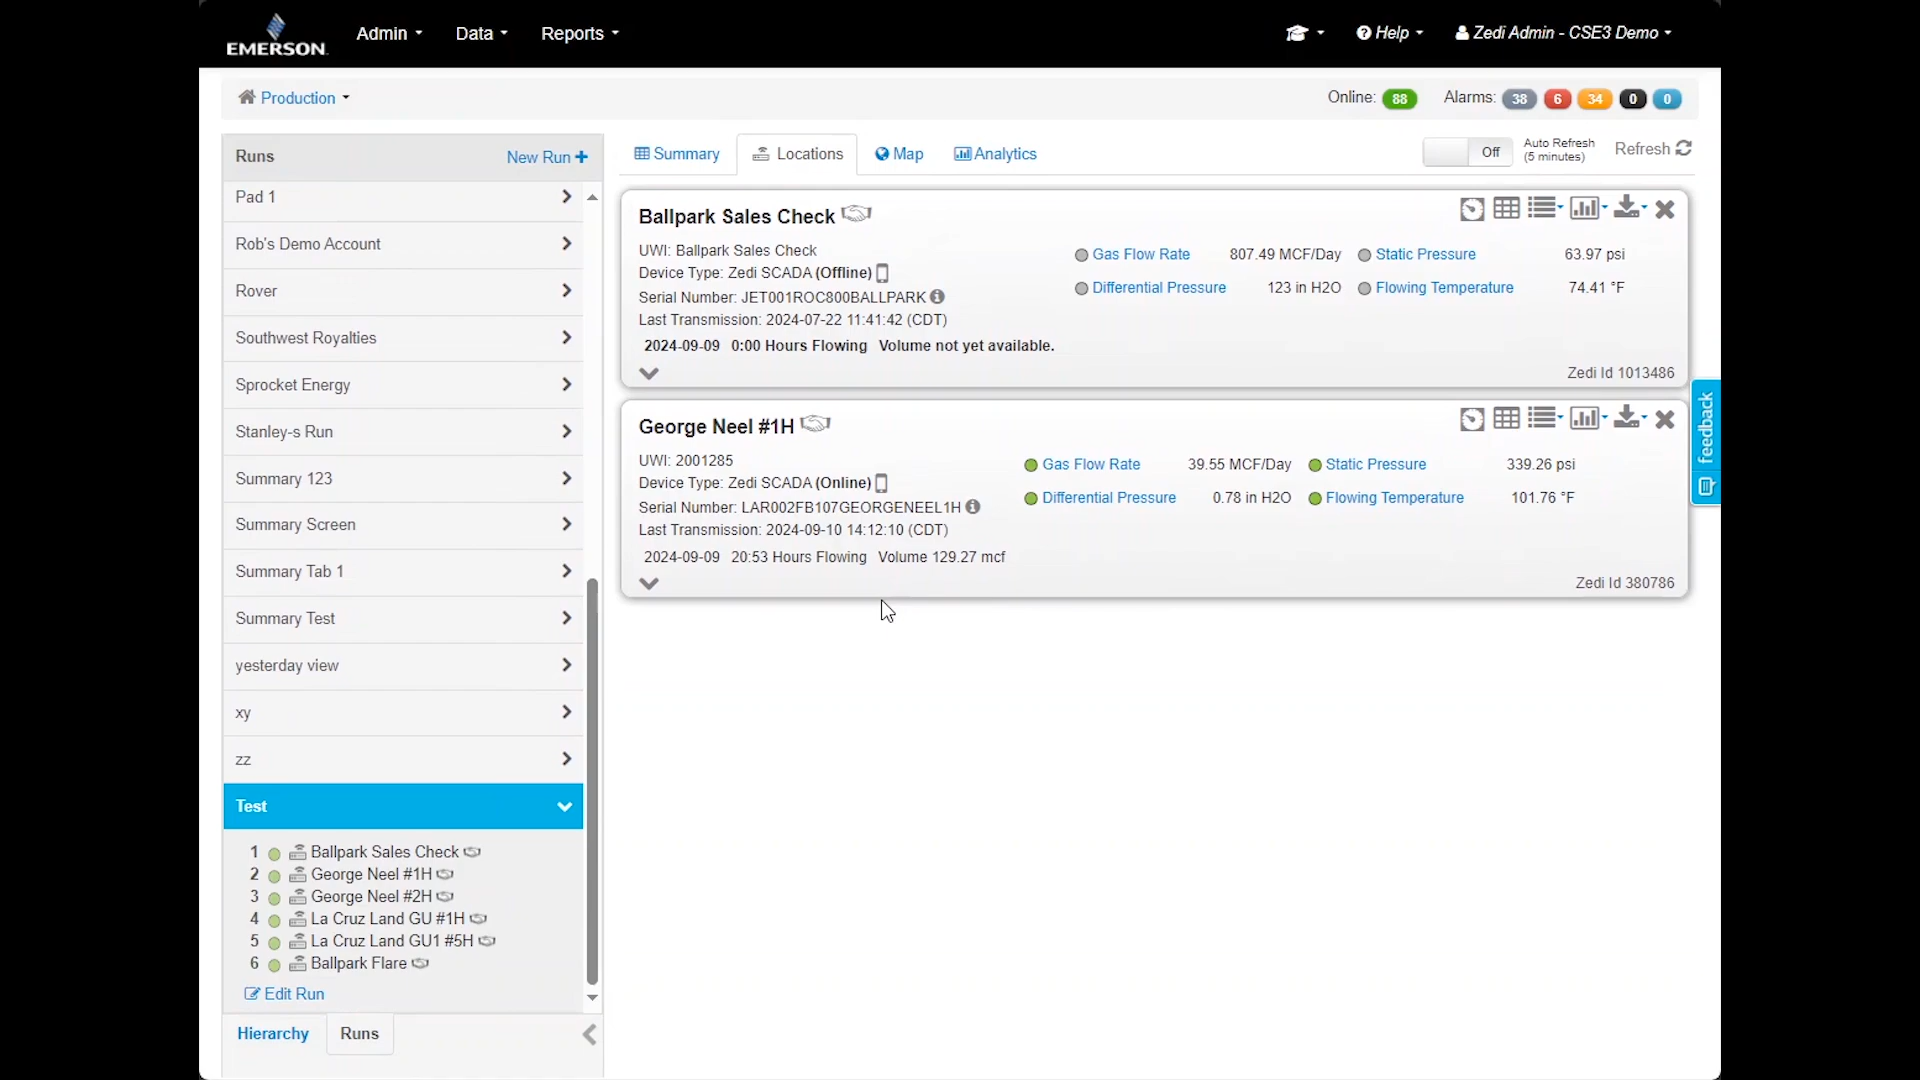 EMERSON
Admin
Data
Reports
Help
Zedi Admin - CSE3 Demo
Production
Online: 88
Alarms: 38 6 34 0 0
Runs
New Run
Pad 1
Rob's Demo Account
Rover
Southwest Royalties
Sprocket Energy
Stanley-s Run
Summary 123
Summary Screen
Summary Tab 1
Summary Test
yesterday view
xy
zz
Test
1 Ballpark Sales Check
2 George Neel #1H
3 George Neel #2H
4 La Cruz Land GU #1H
5 La Cruz Land GU1 #5H
6 Ballpark Flare
Edit Run
Hierarchy
Runs
Summary
Locations
Map
Analytics
Off
Auto Refresh
(5 minutes)
Refresh
Ballpark Sales Check
UWI: Ballpark Sales Check
Device Type: Zedi SCADA (Offline)
Serial Number: JET001ROC800BALLPARK
Last Transmission: 2024-07-22 11:41:42 (CDT)
2024-09-09 0:00 Hours Flowing Volume not yet available.
Gas Flow Rate 807.49 MCF/Day Static Pressure 63.97 psi
Differential Pressure 123 in H2O Flowing Temperature 74.41 °F
Zedi Id 1013486
George Neel #1H
UWI: 2001285
Device Type: Zedi SCADA (Online)
Serial Number: LAR002FB107GEORGENEEL1H
Last Transmission: 2024-09-10 14:12:10 (CDT)
2024-09-09 20:53 Hours Flowing Volume 129.27 mcf
Gas Flow Rate 39.55 MCF/Day Static Pressure 339.26 psi
Differential Pressure 0.78 in H2O Flowing Temperature 101.76 °F
Zedi Id 380786
feedback